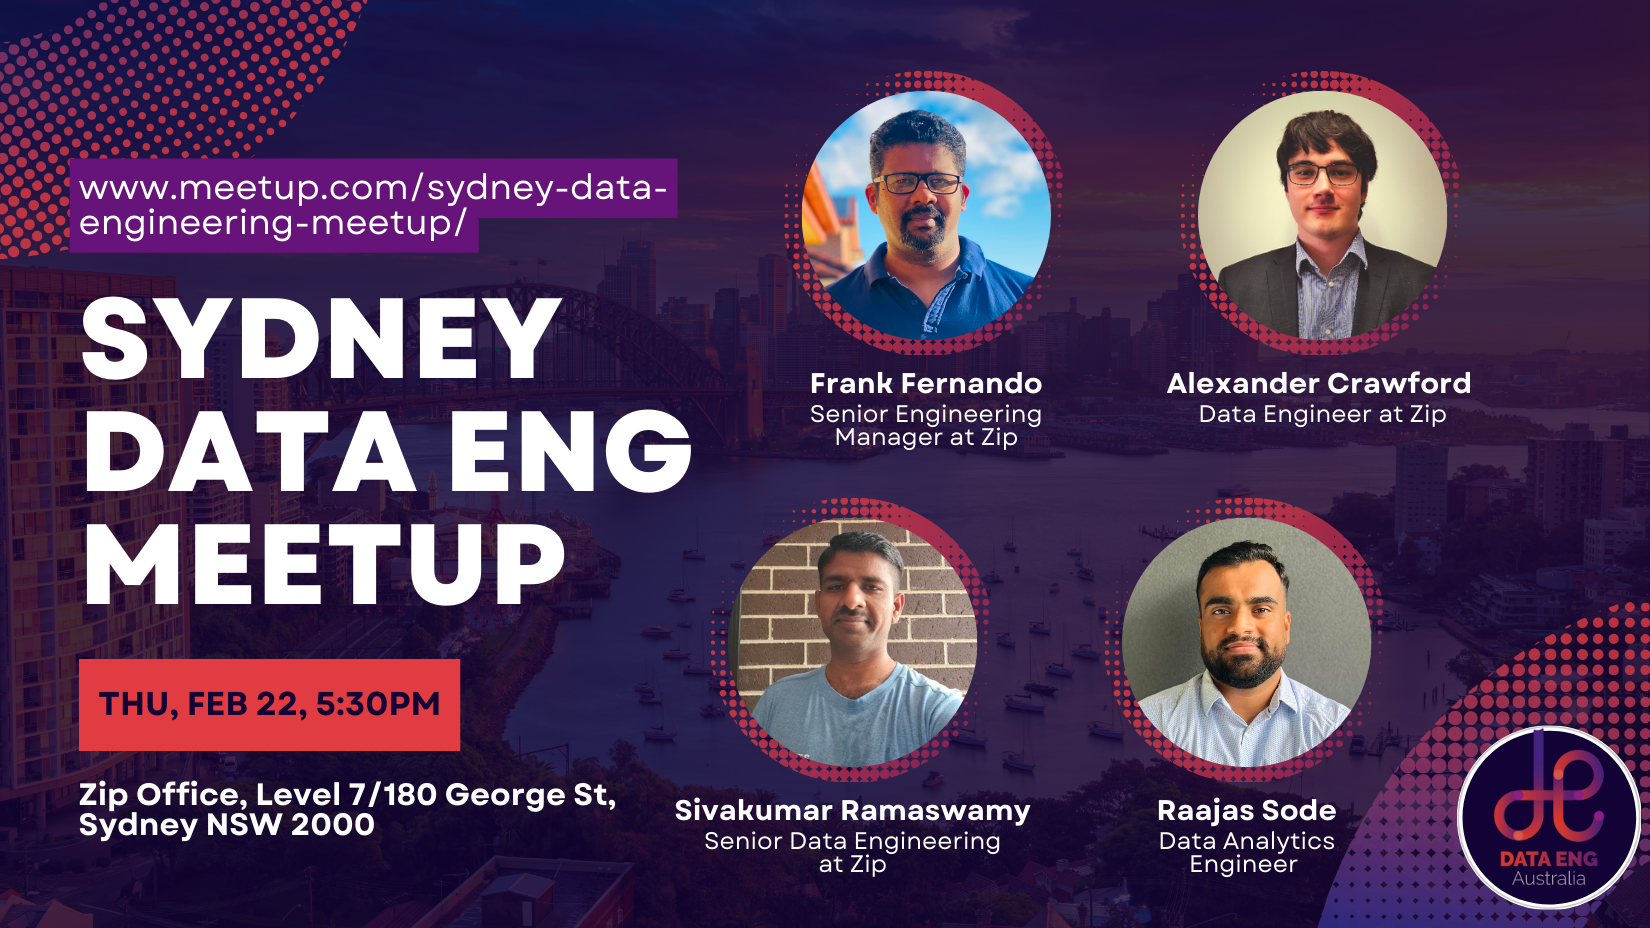 www.meetup.com/sydney-data-
engineering-meetup/
SYDNEY
DATA ENG
MEETUP
THU, FEB 22, 5:30PM
Zip Office, Level 7/180 George St,
Sydney NSW 2000
Frank Fernando
Senior Engineering
Manager at Zip
Alexander Crawford
Data Engineer at Zip
Sivakumar Ramaswamy
Senior Data Engineering
at Zip
Raajas Sode
Data Analytics
Engineer
de
DATA ENG
Australia